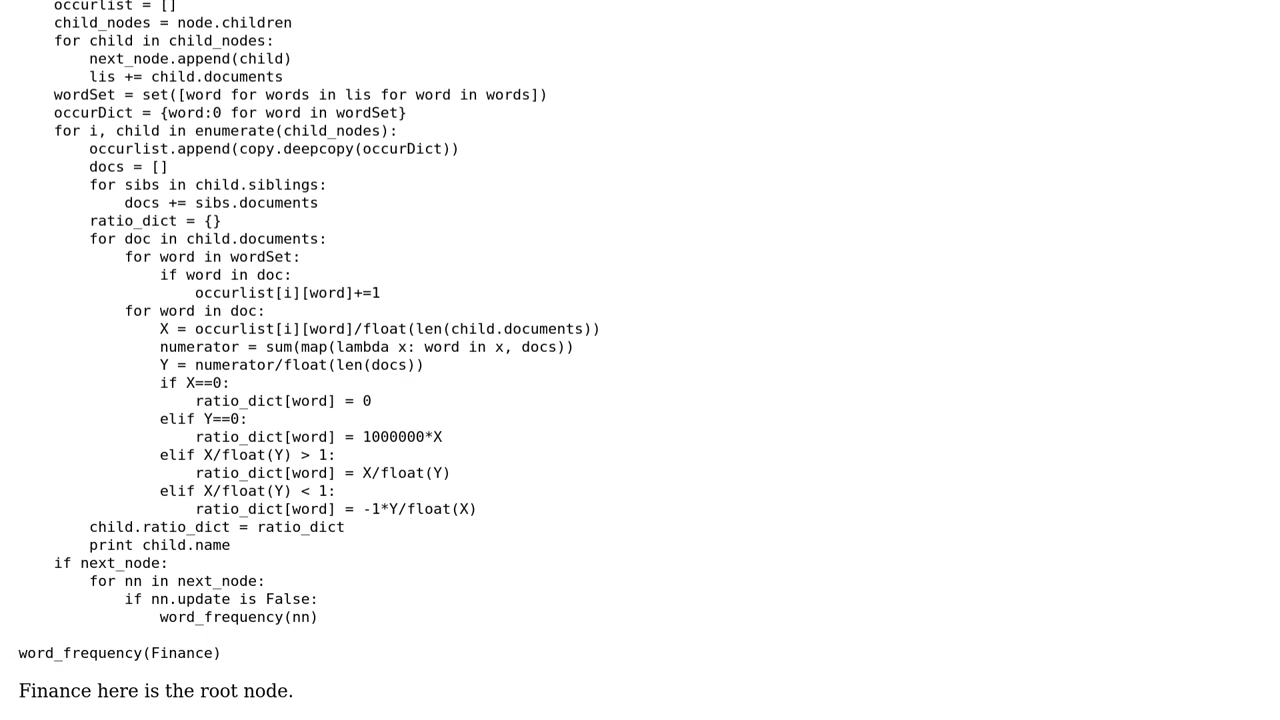 occurlist = []
    child_nodes = node.children
    for child in child_nodes:
        next_node.append(child)
        lis += child.documents
    wordSet = set([word for words in lis for word in words])
    occurDict = {word:0 for word in wordSet}
    for i, child in enumerate(child_nodes):
        occurlist.append(copy.deepcopy(occurDict))
        docs = []
        for sibs in child.siblings:
            docs += sibs.documents
        ratio_dict = {}
        for doc in child.documents:
            for word in wordSet:
                if word in doc:
                    occurlist[i][word]+=1
            for word in doc:
                X = occurlist[i][word]/float(len(child.documents))
                numerator = sum(map(lambda x: word in x, docs))
                Y = numerator/float(len(docs))
                if X==0:
                    ratio_dict[word] = 0
                elif Y==0:
                    ratio_dict[word] = 1000000*X
                elif X/float(Y) > 1:
                    ratio_dict[word] = X/float(Y)
                elif X/float(Y) < 1:
                    ratio_dict[word] = -1*Y/float(X)
        child.ratio_dict = ratio_dict
        print child.name
    if next_node:
        for nn in next_node:
            if nn.update is False:
                word_frequency(nn)

word_frequency(Finance)
Finance here is the root node.